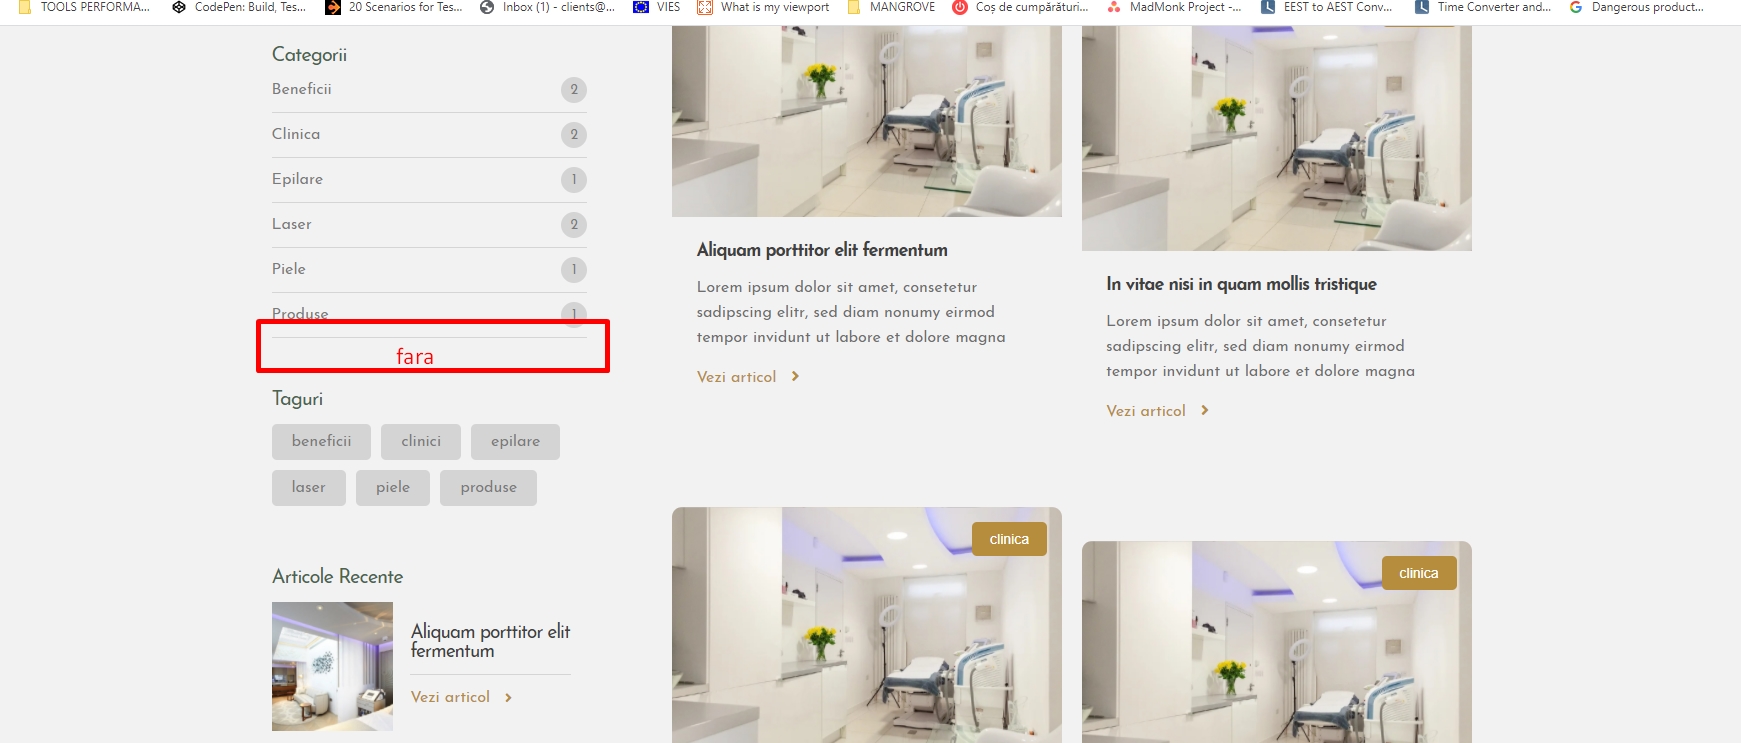 TOOLS PERFORMA...
CodePen: Build, Tes...
20 Scenarios for Tes...
Inbox (1) - clients@...
VIES
What is my viewport
MANGROVE
Coș de cumpărături...
MadMonk Project -...
EEST to AEST Conv...
Time Converter and...
Dangerous product...
Categorii
Beneficii 2
Clinica 2
Epilare 1
Laser 2
Piele 1
Produse 1
fara
Taguri
beneficii clinici epilare
laser piele produse
Articole Recente
Aliquam porttitor elit
fermentum
Vezi articol
Aliquam porttitor elit fermentum
Lorem ipsum dolor sit amet, consetetur
sadipscing elitr, sed diam nonumy eirmod
tempor invidunt ut labore et dolore magna
Vezi articol
In vitae nisi in quam mollis tristique
Lorem ipsum dolor sit amet, consetetur
sadipscing elitr, sed diam nonumy eirmod
tempor invidunt ut labore et dolore magna
Vezi articol
clinica
clinica